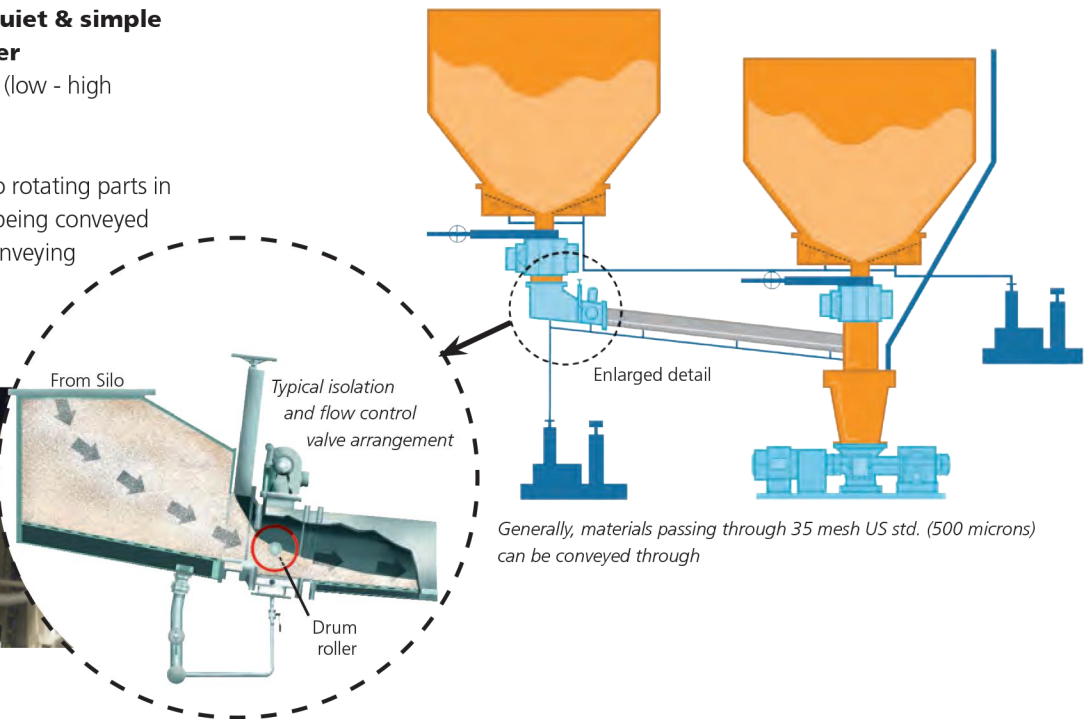 uiet & simple
er
(low - high
o rotating parts in
being conveyed
nveying
From Silo
Typical isolation
and flow control
valve arrangement
Enlarged detail
Drum
roller
Generally, materials passing through 35 mesh US std. (500 microns)
can be conveyed through